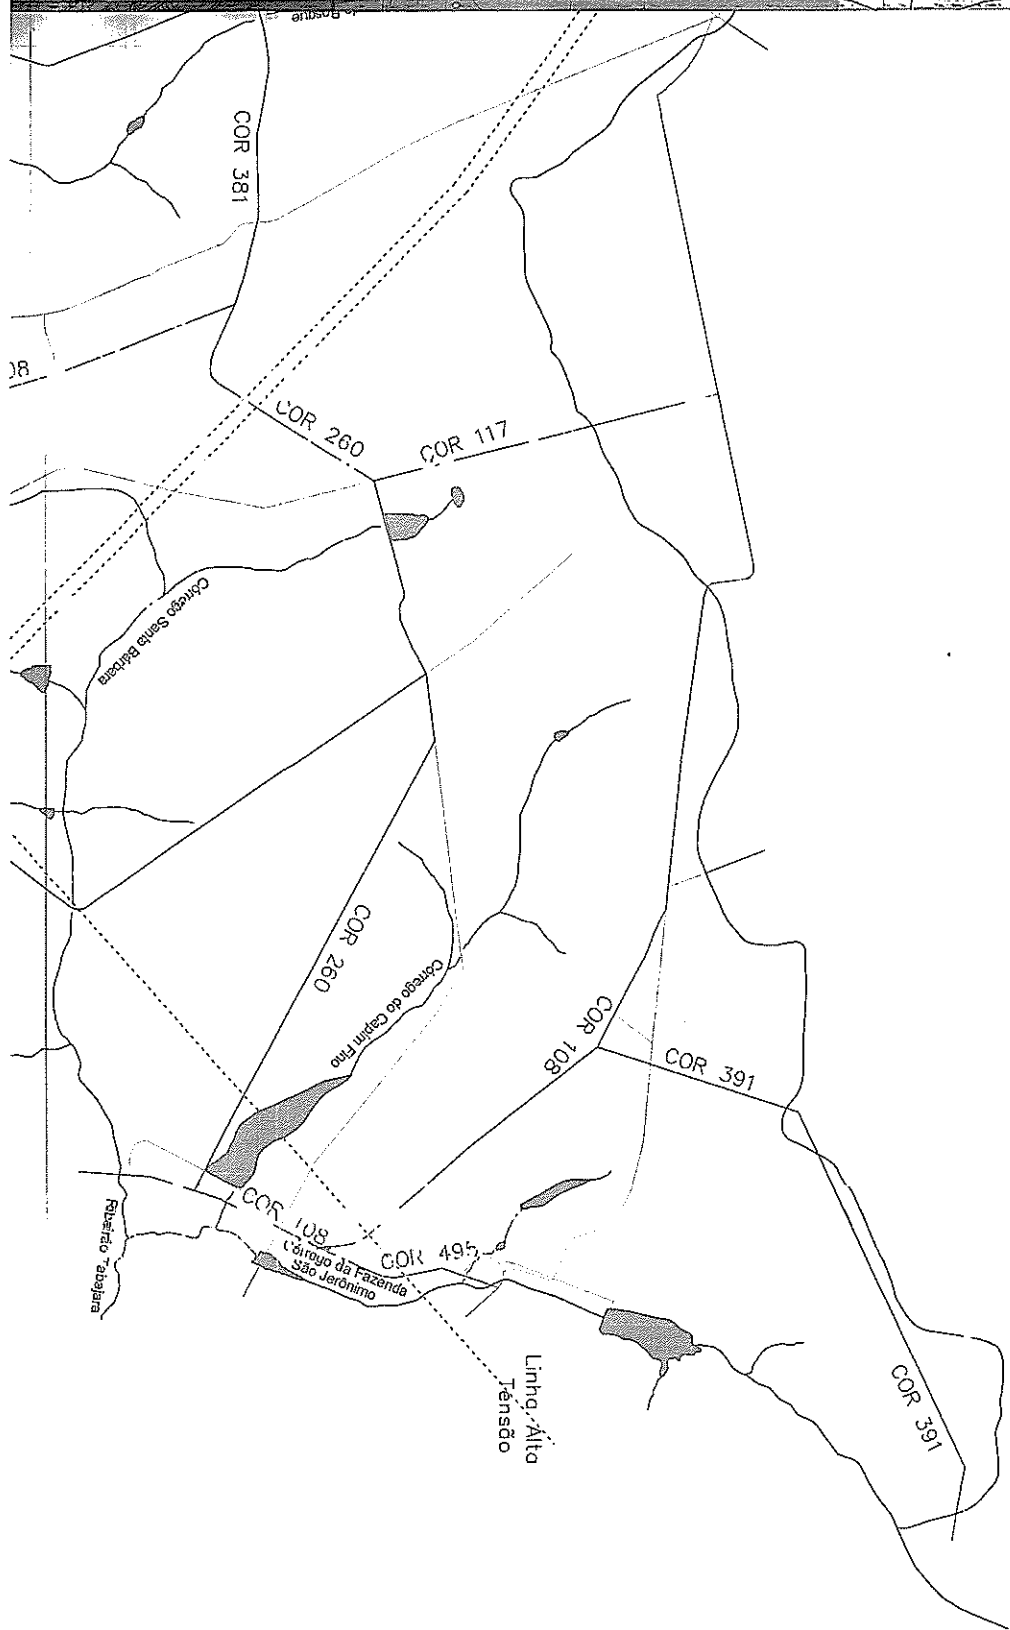 do Bosque
COR 381
08
COR 260
COR 117
Córrego Santa Bárbara
COR 260
Córrego do Capim Fino
COR 108
COR 391
COR 108
Córrego da Fazenda
São Jerônimo
COR 495
Ribeirão Tabajara
Linha Alta
Tensão
COR 391